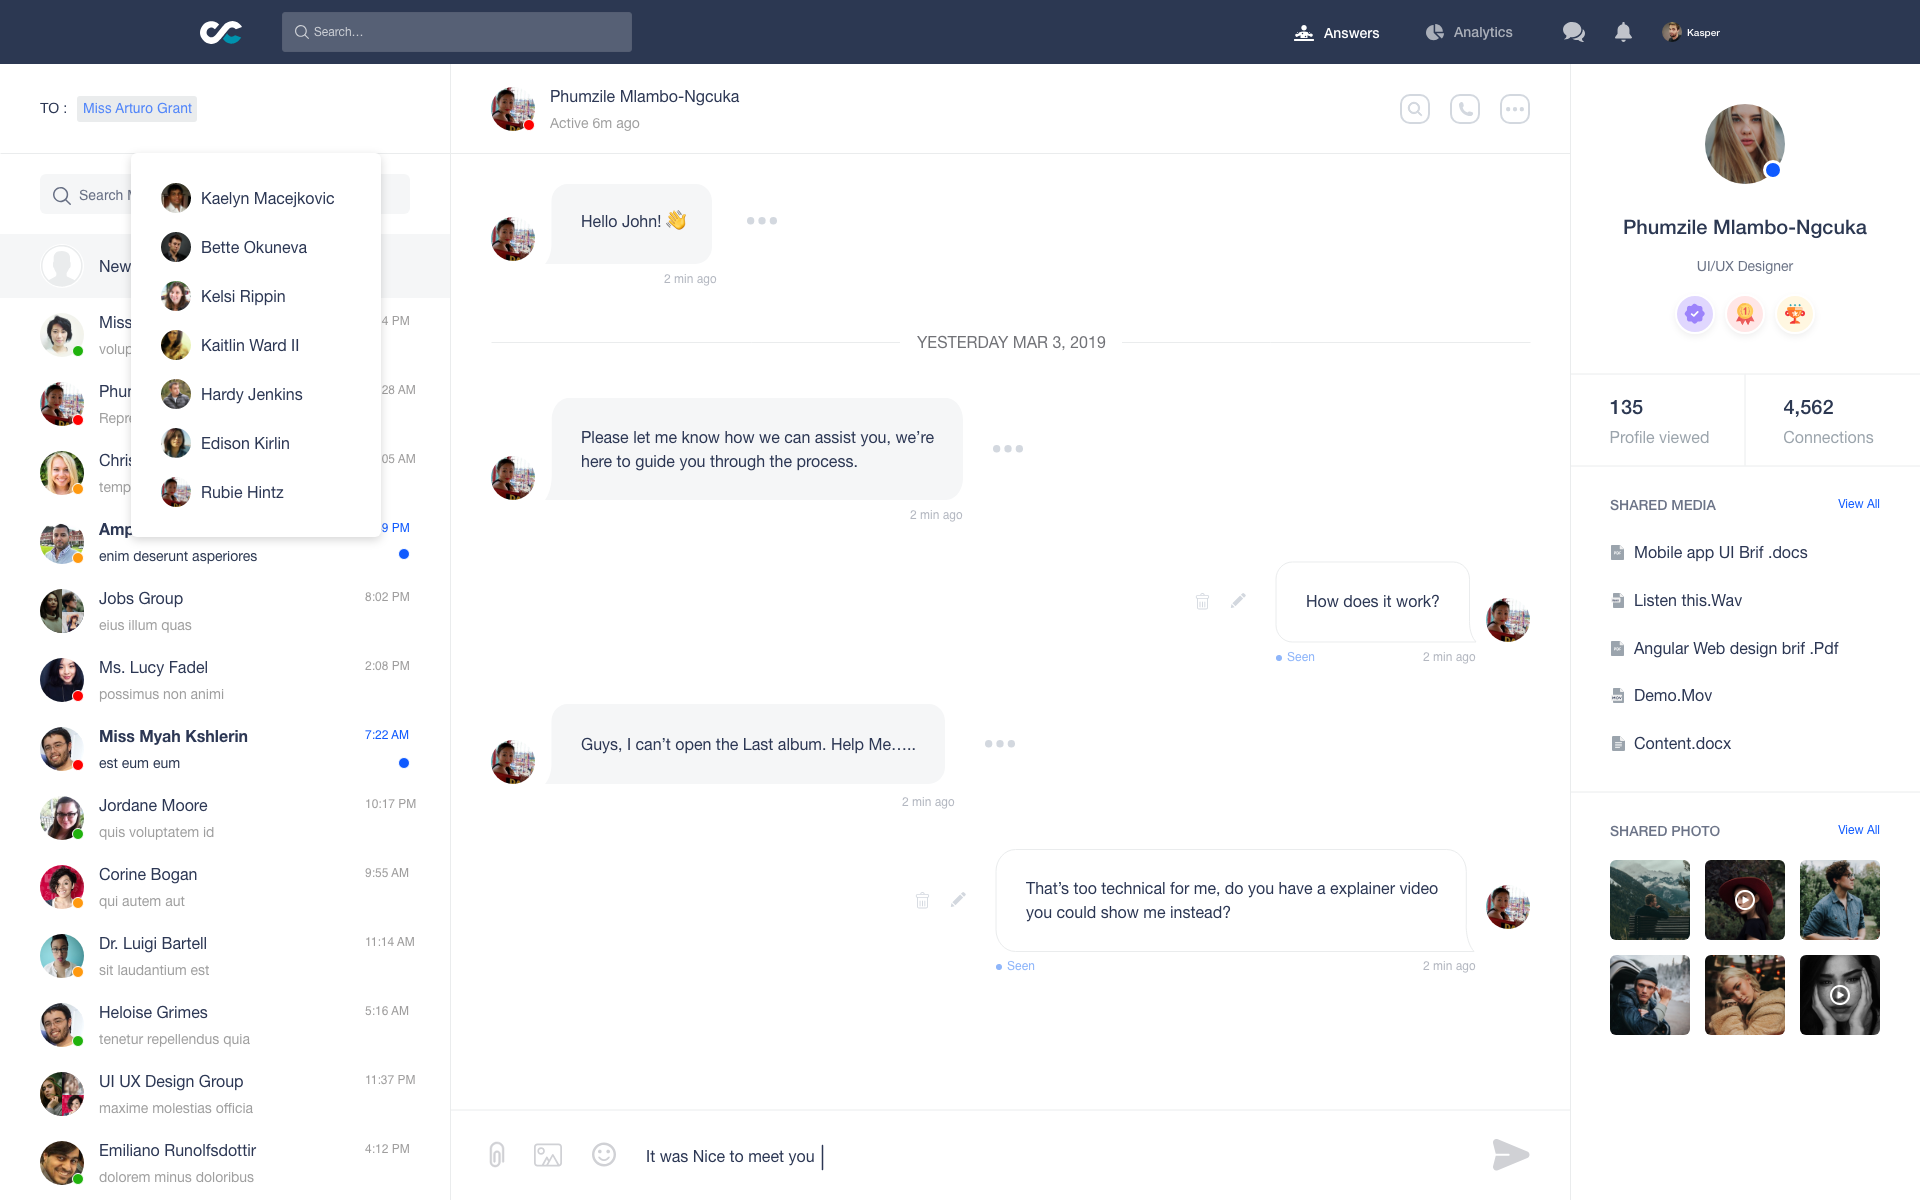 Search...
Answers
Analytics
Kasper
TO :
Miss Arturo Grant
Search
Kaelyn Macejkovic
Bette Okuneva
Kelsi Rippin
Kaitlin Ward II
Hardy Jenkins
Edison Kirlin
Rubie Hintz
New
Miss
4 PM
volup
Phu
28 AM
Repr
Chris
05 AM
temp
Amp
9 PM
enim deserunt asperiores
Jobs Group
8:02 PM
eius illum quas
Ms. Lucy Fadel
2:08 PM
possimus non animi
Miss Myah Kshlerin
7:22 AM
est eum eum
Jordane Moore
10:17 PM
quis voluptatem id
Corine Bogan
9:55 AM
qui autem aut
Dr. Luigi Bartell
11:14 AM
sit laudantium est
Heloise Grimes
5:16 AM
tenetur repellendus quia
UI UX Design Group
11:37 PM
maxime molestias officia
Emiliano Runolfsdottir
4:12 PM
dolorem minus doloribus
Phumzile Mlambo-Ngcuka
Active 6m ago
Hello John! 👋
2 min ago
YESTERDAY MAR 3, 2019
Please let me know how we can assist you, we’re
here to guide you through the process.
2 min ago
How does it work?
Seen
2 min ago
Guys, I can’t open the Last album. Help Me.....
2 min ago
That’s too technical for me, do you have a explainer video
you could show me instead?
Seen
2 min ago
It was Nice to meet you
Phumzile Mlambo-Ngcuka
UI/UX Designer
135
Profile viewed
4,562
Connections
SHARED MEDIA
View All
Mobile app UI Brif .docs
Listen this.Wav
Angular Web design brif .Pdf
Demo.Mov
Content.docx
SHARED PHOTO
View All